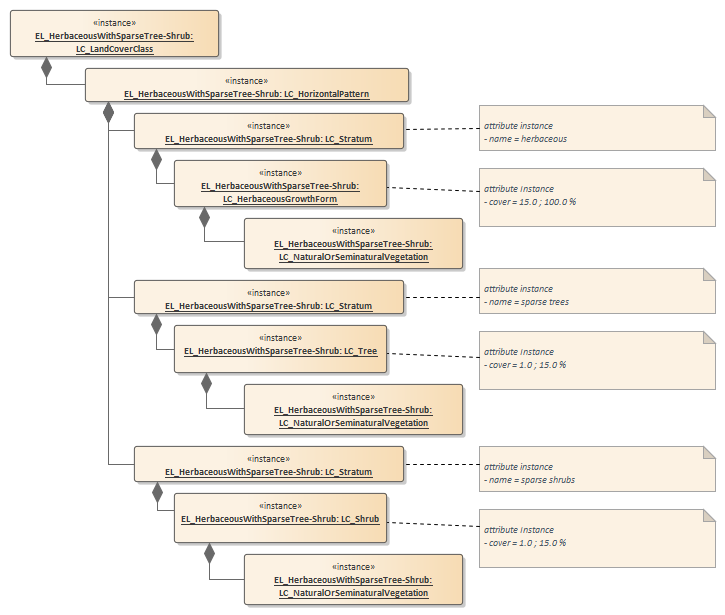 «instance»
EL_HerbaceousWithSparseTree-Shrub:
LC_LandCoverClass
«instance»
EL_HerbaceousWithSparseTree-Shrub: LC_HorizontalPattern
«instance»
EL_HerbaceousWithSparseTree-Shrub: LC_Stratum
attribute instance
- name = herbaceous
«instance»
EL_HerbaceousWithSparseTree-Shrub:
LC_HerbaceousGrowthForm
attribute instance
- cover = 15.0 ; 100.0 %
«instance»
EL_HerbaceousWithSparseTree-Shrub:
LC_NaturalOrSeminaturalVegetation
«instance»
EL_HerbaceousWithSparseTree-Shrub: LC_Stratum
attribute instance
- name = sparse trees
«instance»
EL_HerbaceousWithSparseTree-Shrub: LC_Tree
attribute instance
- cover = 1.0 ; 15.0 %
«instance»
EL_HerbaceousWithSparseTree-Shrub:
LC_NaturalOrSeminaturalVegetation
«instance»
EL_HerbaceousWithSparseTree-Shrub: LC_Stratum
attribute instance
- name = sparse shrubs
«instance»
EL_HerbaceousWithSparseTree-Shrub: LC_Shrub
attribute instance
- cover = 1.0 ; 15.0 %
«instance»
EL_HerbaceousWithSparseTree-Shrub:
LC_NaturalOrSeminaturalVegetation